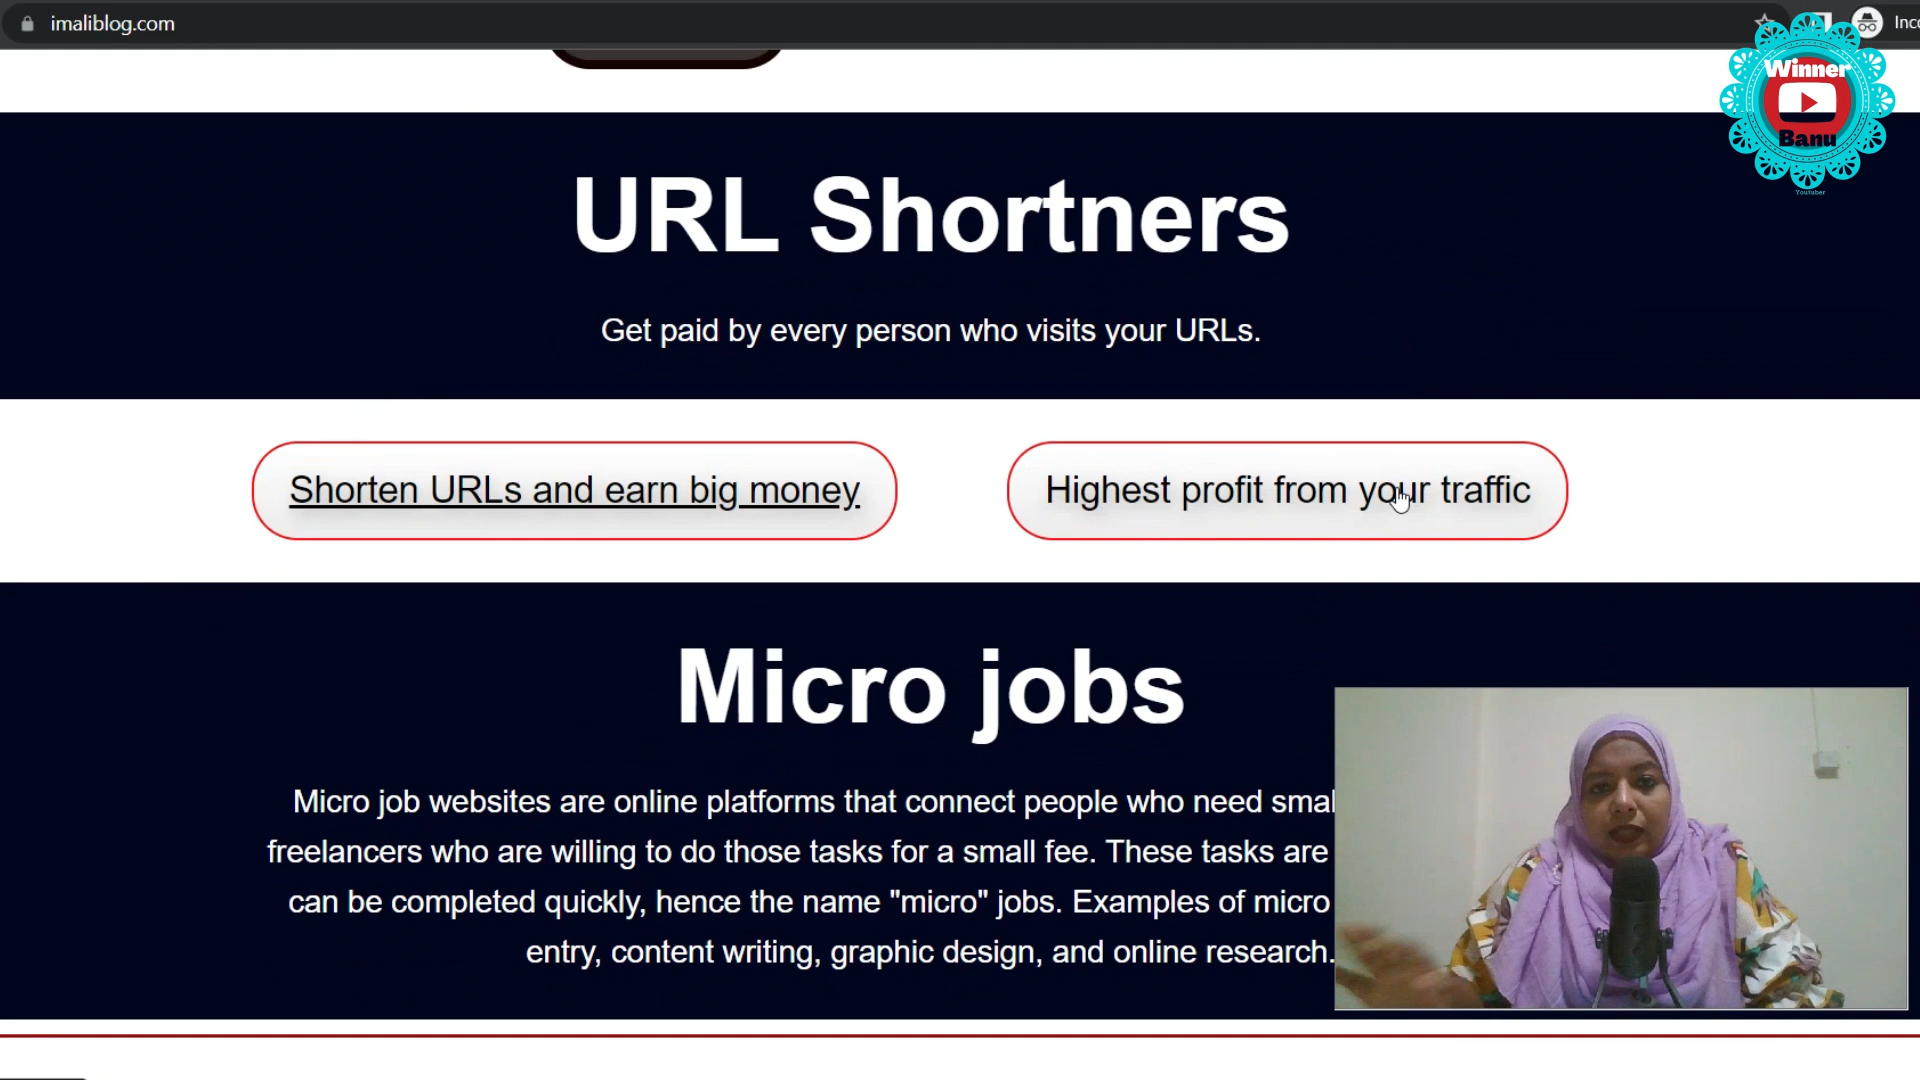 imaliblog.com
Inco
Winner
Banu
Youtuber
URL Shortners
Get paid by every person who visits your URLs.
Shorten URLs and earn big money
Highest profit from your traffic
Micro jobs
Micro job websites are online platforms that connect people who need smal
freelancers who are willing to do those tasks for a small fee. These tasks are
can be completed quickly, hence the name "micro" jobs. Examples of micro
entry, content writing, graphic design, and online research.